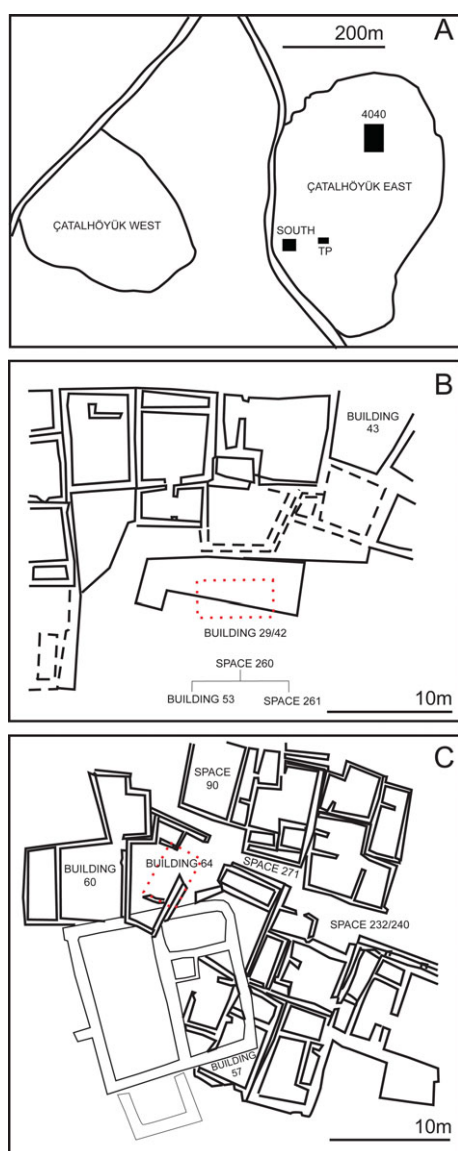 A
200m
4040
ÇATALHÖYÜK EAST
ÇATALHÖYÜK WEST
SOUTH
TP
B
BUILDING
43
BUILDING 29/42
SPACE 260
BUILDING 53
SPACE 261
10m
C
SPACE
90
BUILDING
60
BUILDING 64
SPACE 271
SPACE 232/240
BUILDING
57
10m